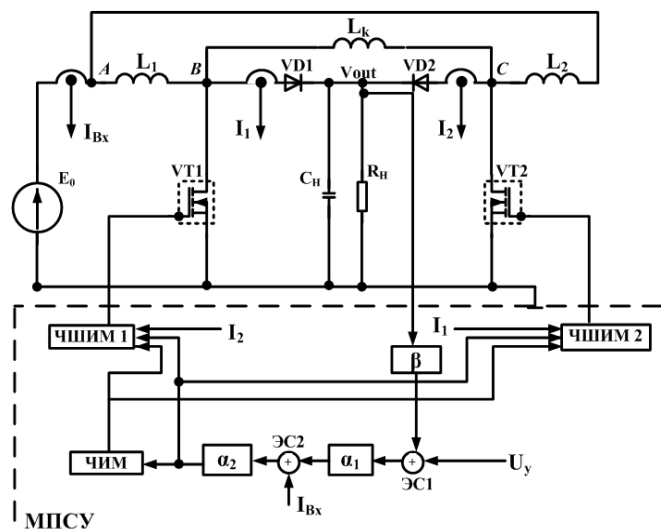 Lk
A L1 B VD1 Vout VD2 C L2
IВх I1 I2
E0 VT1 CН RН VT2
ЧШИМ 1 I2 I1 ЧШИМ 2
β
ЭС2
ЧИМ α2 + α1 + Uу
IВх ЭС1
МПСУ